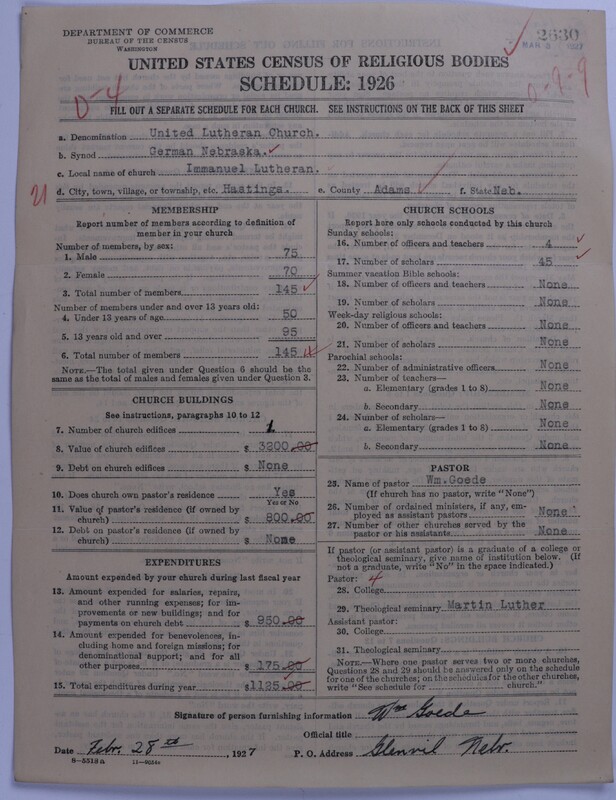 DEPARTMENT OF COMMERCE
BUREAU OF THE CENSUS
WASHINGTON
2630
MAR 3 1927
UNITED STATES CENSUS OF RELIGIOUS BODIES
SCHEDULE: 1926
0-4
0-9-9
FILL OUT A SEPARATE SCHEDULE FOR EACH CHURCH. SEE INSTRUCTIONS ON THE BACK OF THIS SHEET
a. Denomination United Lutheran Church.
b. Synod German Nebraska.
c. Local name of church Immanuel Lutheran.
21
d. City, town, village, or township, etc. Hastings. e. County Adams f. State Neb.
MEMBERSHIP
Report number of members according to definition of
member in your church
Number of members, by sex:
1. Male 75
2. Female 70
3. Total number of members 145
Number of members under and over 13 years old:
4. Under 13 years of age 50
5. 13 years old and over 95
6. Total number of members 145
NOTE.—The total given under Question 6 should be the
same as the total of males and females given under Question 3.
CHURCH BUILDINGS
See instructions, paragraphs 10 to 12
7. Number of church edifices 1
8. Value of church edifices $ 3200.00
9. Debt on church edifices $ None
10. Does church own pastor's residence Yes
Yes or No
11. Value of pastor's residence (if owned by
church) $ 800.00
12. Debt on pastor's residence (if owned by
church) $ None
EXPENDITURES
Amount expended by your church during last fiscal year
13. Amount expended for salaries, repairs,
and other running expenses; for im-
provements or new buildings; and for
payments on church debt $ 950.00
14. Amount expended for benevolences, in-
cluding home and foreign missions; for
denominational support; and for all
other purposes $ 175.00
15. Total expenditures during year $ 1125.00
CHURCH SCHOOLS
Report here only schools conducted by this church
Sunday schools:
16. Number of officers and teachers 4
17. Number of scholars 45
Summer vacation Bible schools:
18. Number of officers and teachers None
19. Number of scholars None
Week-day religious schools:
20. Number of officers and teachers None
21. Number of scholars None
Parochial schools:
22. Number of administrative officers None
23. Number of teachers—
a. Elementary (grades 1 to 8) None
b. Secondary None
24. Number of scholars—
a. Elementary (grades 1 to 8) None
b. Secondary None
PASTOR
25. Name of pastor Wm.Goede
(If church has no pastor, write "None")
26. Number of ordained ministers, if any, em-
ployed as assistant pastors None
27. Number of other churches served by the
pastor or his assistants None
If pastor (or assistant pastor) is a graduate of a college or
theological seminary, give name of institution below. (If
not a graduate, write "No" in the space indicated.)
Pastor: 4
28. College
29. Theological seminary Martin Luther
Assistant pastor:
30. College
31. Theological seminary
NOTE.—Where one pastor serves two or more churches,
Questions 28 and 29 should be answered only on the schedule
for one of the churches; on the schedules for the other churches,
write "See schedule for church."
Signature of person furnishing information Wm Goede
Official title
Date Febr. 28th, 1927 P. O. Address Glenvil Nebr.
8—5518a 11—9634a